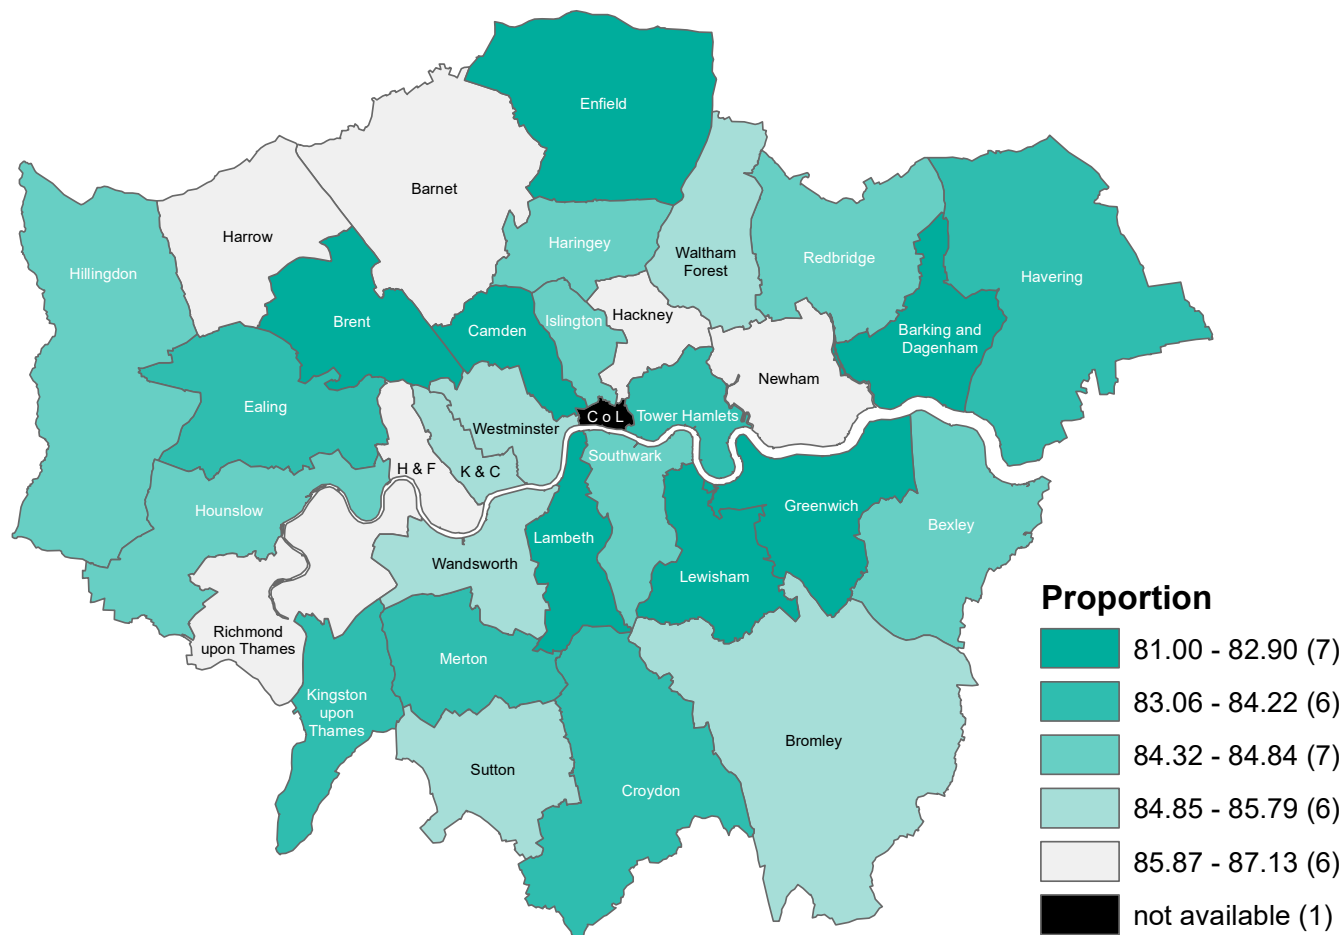 Enfield
Barnet
Harrow
Haringey
Waltham
Forest
Redbridge
Hillingdon
Havering
Brent
Camden
Islington
Hackney
Barking and
Dagenham
Newham
Ealing
Westminster
C o L
Tower Hamlets
H & F
K & C
Southwark
Hounslow
Greenwich
Bexley
Lambeth
Wandsworth
Lewisham
Richmond
upon Thames
Merton
Kingston
upon
Thames
Bromley
Sutton
Croydon
Proportion
81.00 - 82.90 (7)
83.06 - 84.22 (6)
84.32 - 84.84 (7)
84.85 - 85.79 (6)
85.87 - 87.13 (6)
not available (1)